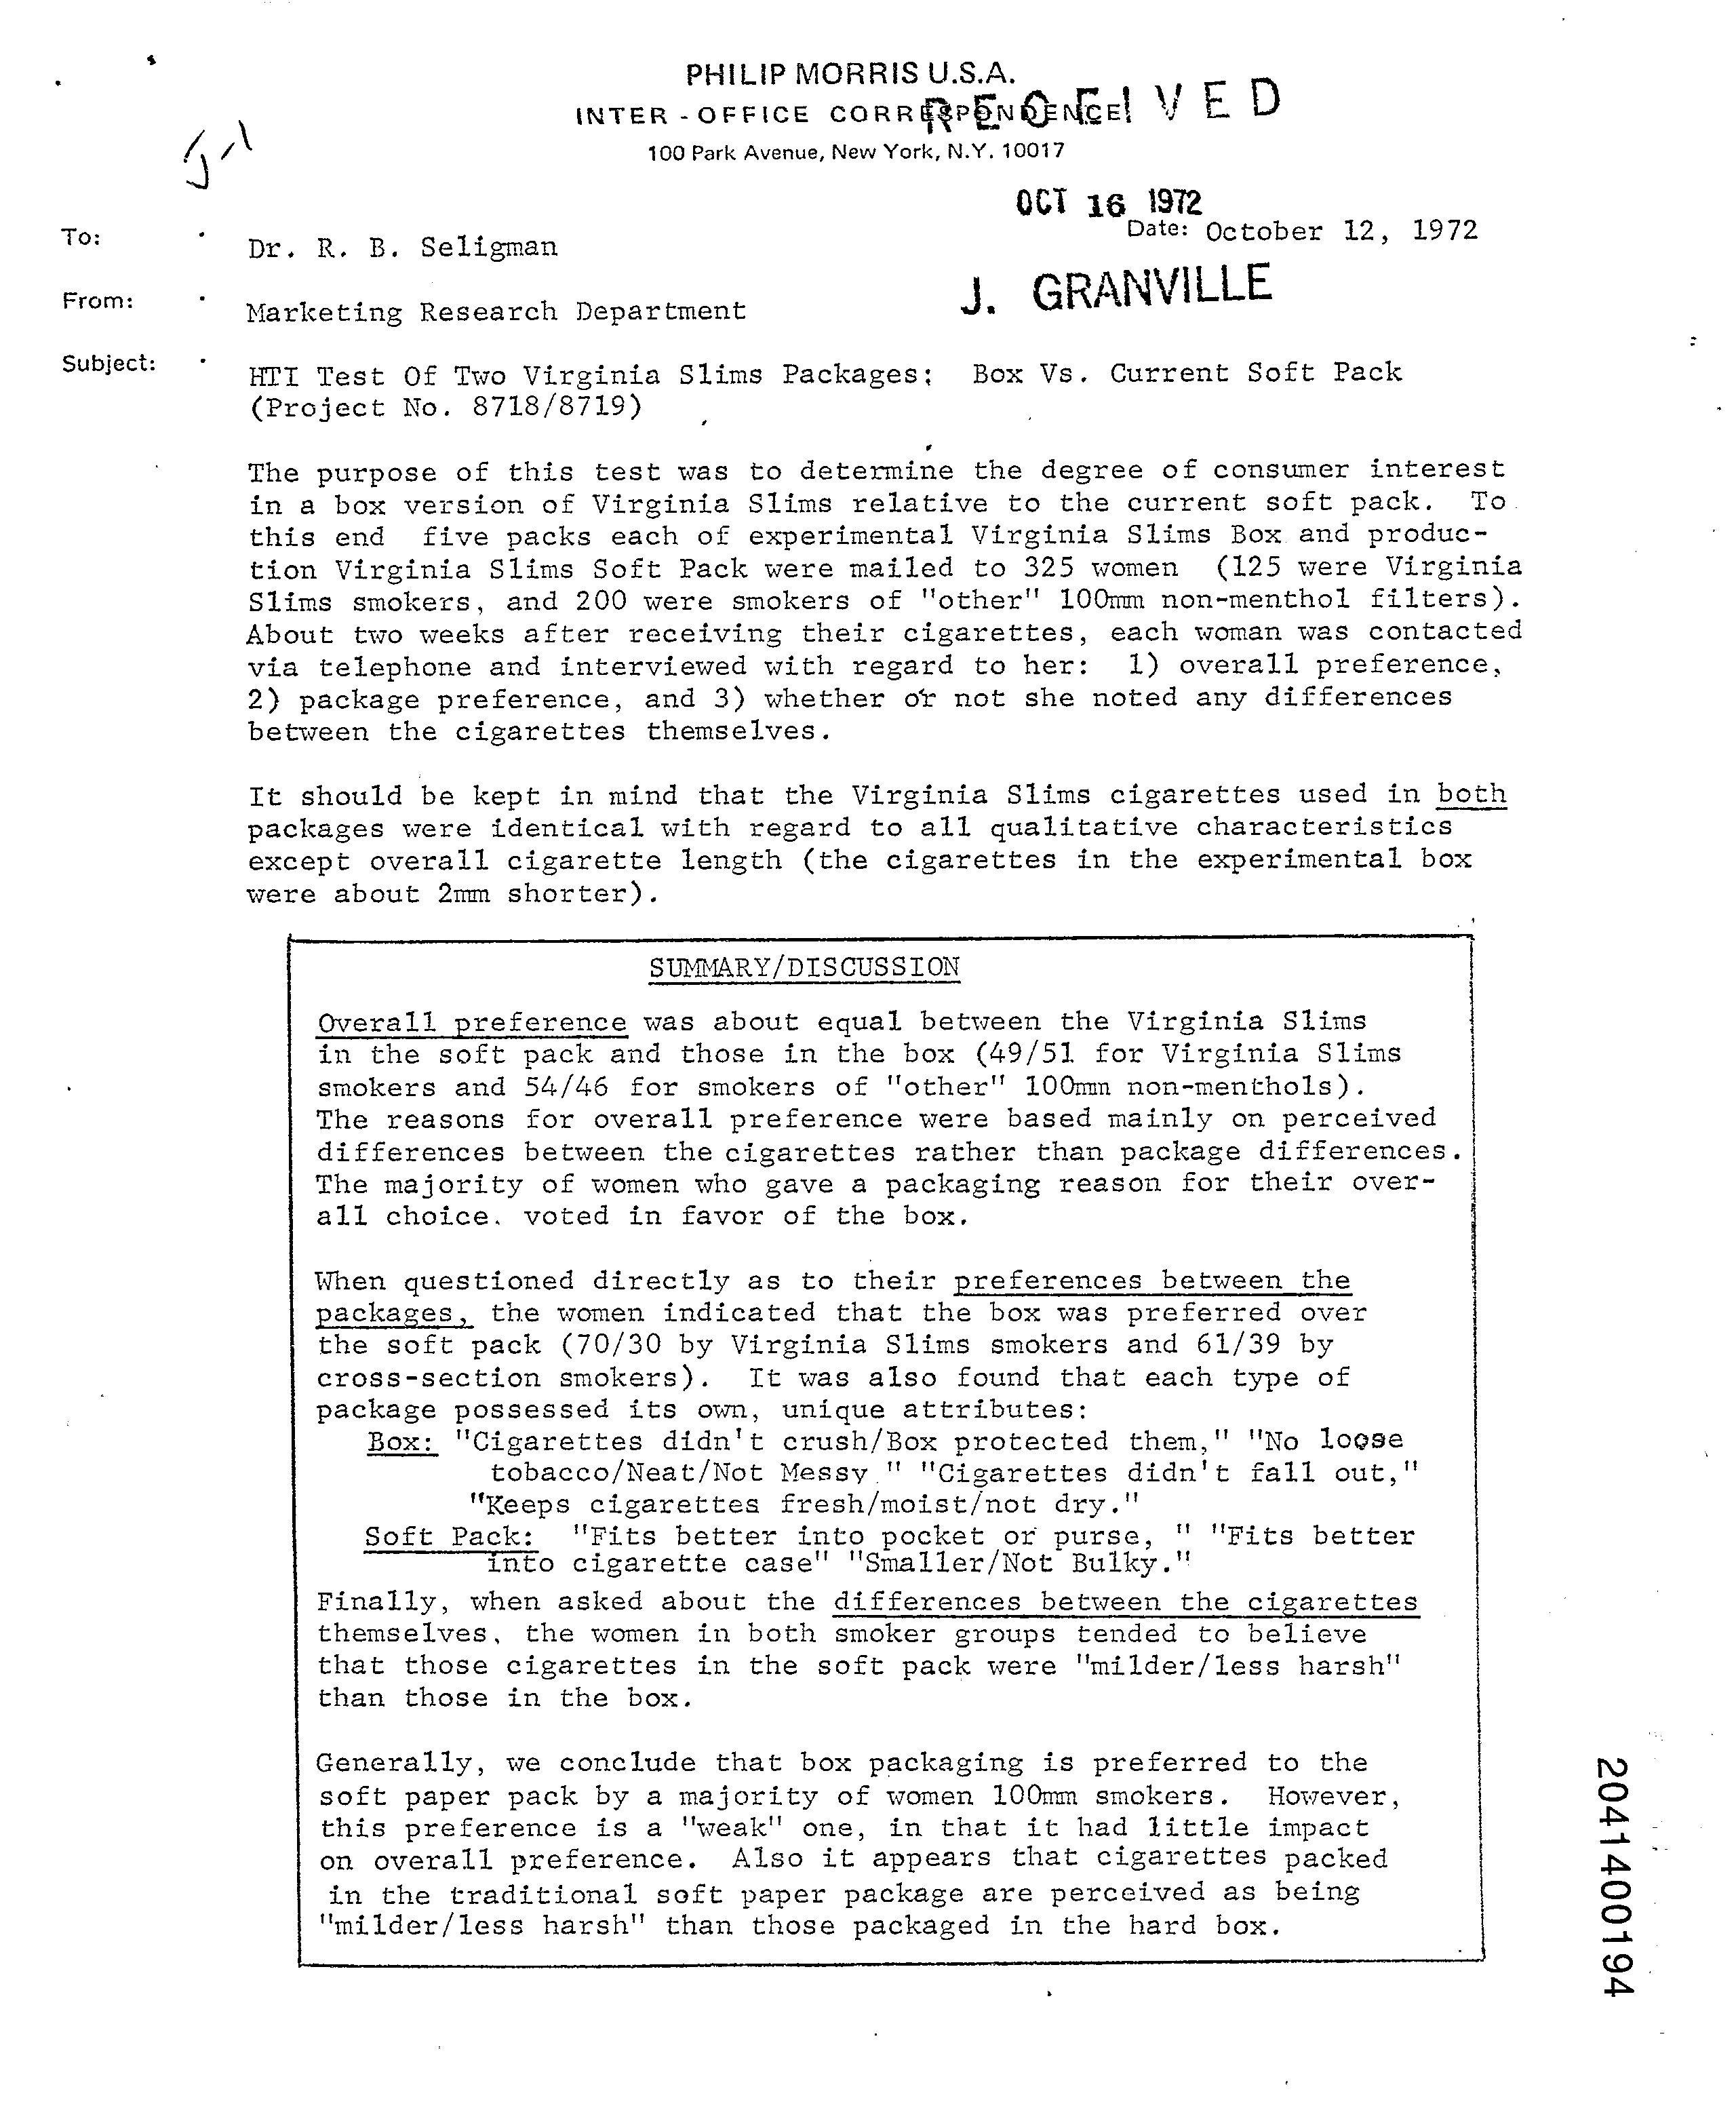 PHILIP MORRIS U.S.A.
INTER-OFFICE CORRESPONDENCE
RECEIVED
100 Park Avenue, New York, N.Y. 10017
J-1
OCT 16 1972
To: Dr. R. B. Seligman
Date: October 12, 1972
J. GRANVILLE
From: Marketing Research Department
Subject: HTI Test Of Two Virginia Slims Packages: Box Vs. Current Soft Pack
(Project No. 8718/8719)
The purpose of this test was to determine the degree of consumer interest
in a box version of Virginia Slims relative to the current soft pack. To
this end five packs each of experimental Virginia Slims Box and produc-
tion Virginia Slims Soft Pack were mailed to 325 women (125 were Virginia
Slims smokers, and 200 were smokers of "other" 100mm non-menthol filters).
About two weeks after receiving their cigarettes, each woman was contacted
via telephone and interviewed with regard to her: 1) overall preference,
2) package preference, and 3) whether or not she noted any differences
between the cigarettes themselves.
It should be kept in mind that the Virginia Slims cigarettes used in both
packages were identical with regard to all qualitative characteristics
except overall cigarette length (the cigarettes in the experimental box
were about 2mm shorter).
SUMMARY/DISCUSSION
Overall preference was about equal between the Virginia Slims
in the soft pack and those in the box (49/51 for Virginia Slims
smokers and 54/46 for smokers of "other" 100mm non-menthols).
The reasons for overall preference were based mainly on perceived
differences between the cigarettes rather than package differences.
The majority of women who gave a packaging reason for their over-
all choice. voted in favor of the box.
When questioned directly as to their preferences between the
packages, the women indicated that the box was preferred over
the soft pack (70/30 by Virginia Slims smokers and 61/39 by
cross-section smokers). It was also found that each type of
package possessed its own, unique attributes:
Box: "Cigarettes didn't crush/Box protected them," "No loose
tobacco/Neat/Not Messy." "Cigarettes didn't fall out,"
"Keeps cigarettes fresh/moist/not dry."
Soft Pack: "Fits better into pocket or purse, " "Fits better
into cigarette case" "Smaller/Not Bulky."
Finally, when asked about the differences between the cigarettes
themselves, the women in both smoker groups tended to believe
that those cigarettes in the soft pack were "milder/less harsh"
than those in the box.
Generally, we conclude that box packaging is preferred to the
soft paper pack by a majority of women 100mm smokers. However,
this preference is a "weak" one, in that it had little impact
on overall preference. Also it appears that cigarettes packed
in the traditional soft paper package are perceived as being
"milder/less harsh" than those packaged in the hard box.
2041400194